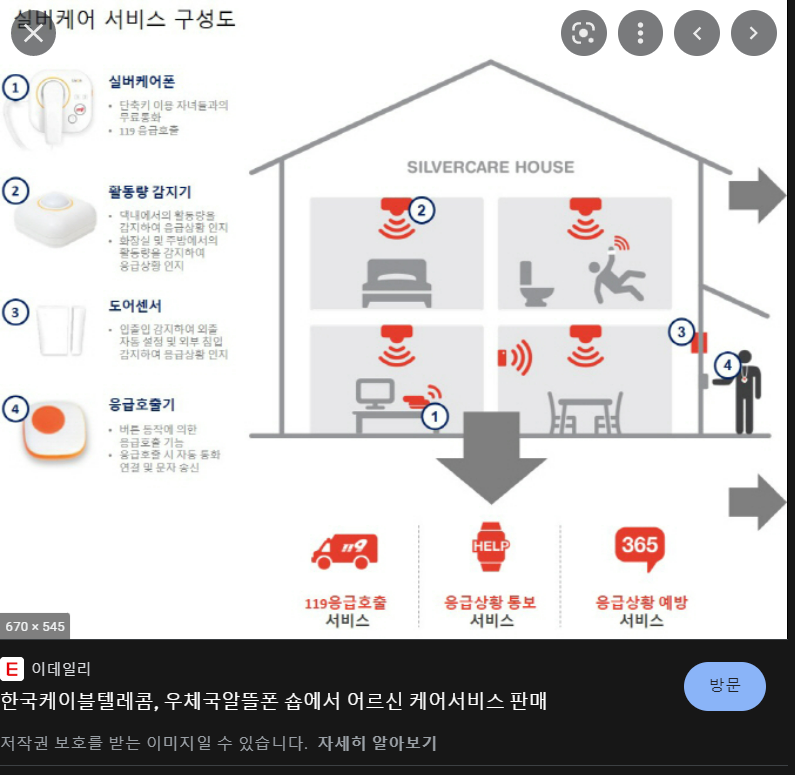 실버케어 서비스 구성도
1
실버케어폰
• 단축키 이용 자녀들과의
무료통화
• 119 응급호출
2
활동량 감지기
• 댁내에서의 활동량을
감지하여 응급상황 인지
• 화장실 및 주방에서의
활동량을 감지하여
응급상황 인지
3
도어센서
• 입출입 감지하여 외출
자동 설정 및 외부 침입
감지하여 응급상황 인지
4
응급호출기
• 버튼 동작에 의한
응급호출 기능
• 응급호출 시 자동 통화
연결 및 문자 송신
SILVERCARE HOUSE
2
3
4
1
119
HELP
365
119응급호출
서비스
응급상황 통보
서비스
응급상황 예방
서비스
670 × 545
E 이데일리
한국케이블텔레콤, 우체국알뜰폰 숍에서 어르신 케어서비스 판매
방문
저작권 보호를 받는 이미지일 수 있습니다. 자세히 알아보기